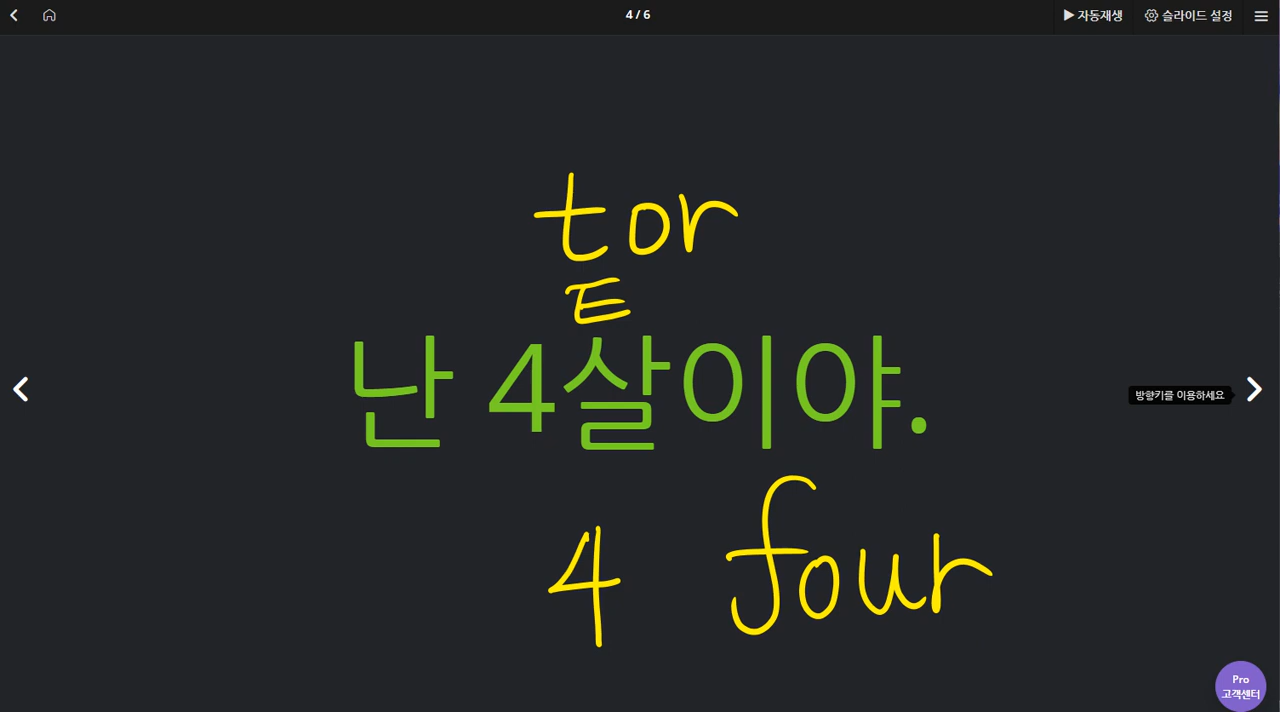 4 / 6
▶ 자동재생
슬라이드 설정
tor
ㅌ
난 4살이야.
방향키를 이용하세요
4 four
Pro
고객센터